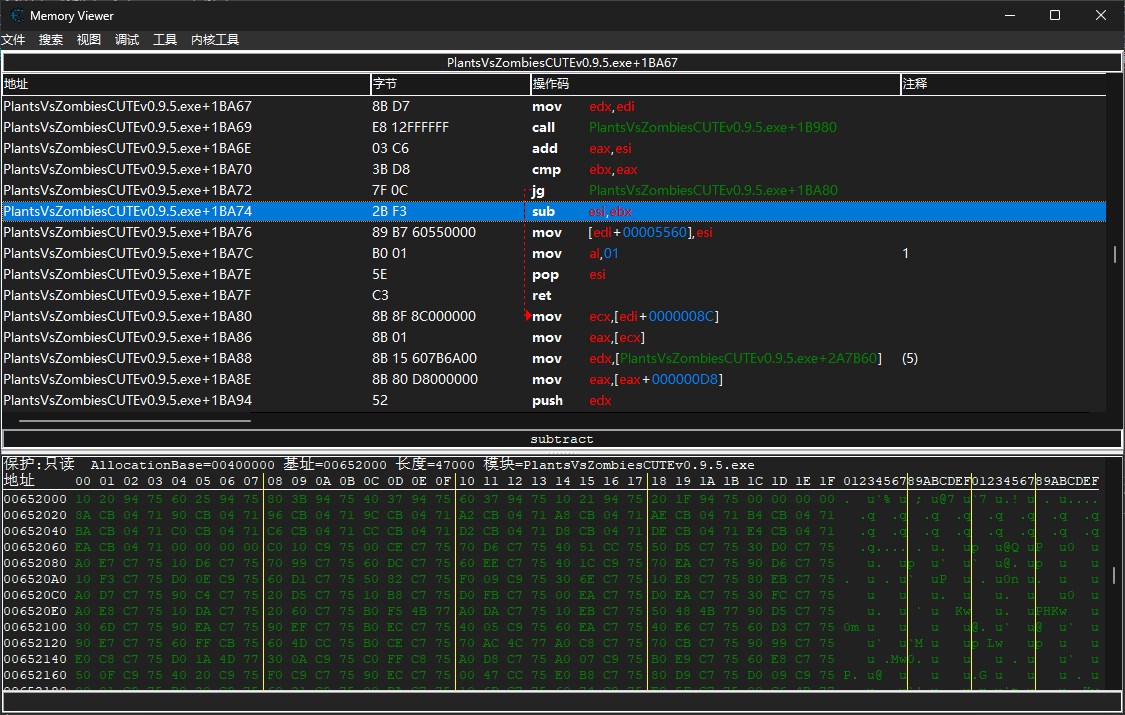 Memory Viewer
文件 搜索 视图 调试 工具 内核工具
PlantsVsZombiesCUTEv0.9.5.exe+1BA67
地址 字节 操作码 注释
PlantsVsZombiesCUTEv0.9.5.exe+1BA67 8B D7 mov edx,edi
PlantsVsZombiesCUTEv0.9.5.exe+1BA69 E8 12FFFFFF call PlantsVsZombiesCUTEv0.9.5.exe+1B980
PlantsVsZombiesCUTEv0.9.5.exe+1BA6E 03 C6 add eax,esi
PlantsVsZombiesCUTEv0.9.5.exe+1BA70 3B D8 cmp ebx,eax
PlantsVsZombiesCUTEv0.9.5.exe+1BA72 7F 0C jg PlantsVsZombiesCUTEv0.9.5.exe+1BA80
PlantsVsZombiesCUTEv0.9.5.exe+1BA74 2B F3 sub esi,ebx
PlantsVsZombiesCUTEv0.9.5.exe+1BA76 89 B7 60550000 mov [edi+00005560],esi
PlantsVsZombiesCUTEv0.9.5.exe+1BA7C B0 01 mov al,01 1
PlantsVsZombiesCUTEv0.9.5.exe+1BA7E 5E pop esi
PlantsVsZombiesCUTEv0.9.5.exe+1BA7F C3 ret
PlantsVsZombiesCUTEv0.9.5.exe+1BA80 8B 8F 8C000000 mov ecx,[edi+0000008C]
PlantsVsZombiesCUTEv0.9.5.exe+1BA86 8B 01 mov eax,[ecx]
PlantsVsZombiesCUTEv0.9.5.exe+1BA88 8B 15 607B6A00 mov edx,[PlantsVsZombiesCUTEv0.9.5.exe+2A7B60] (5)
PlantsVsZombiesCUTEv0.9.5.exe+1BA8E 8B 80 D8000000 mov eax,[eax+000000D8]
PlantsVsZombiesCUTEv0.9.5.exe+1BA94 52 push edx
subtract
保护:只读 AllocationBase=00400000 基址=00652000 长度=47000 模块=PlantsVsZombiesCUTEv0.9.5.exe
地址 00 01 02 03 04 05 06 07 08 09 0A 0B 0C 0D 0E 0F 10 11 12 13 14 15 16 17 18 19 1A 1B 1C 1D 1E 1F 0123456789ABCDEF0123456789ABCDEF
00652000 10 20 94 75 60 25 94 75 80 3B 94 75 40 37 94 75 60 37 94 75 10 21 94 75 20 1F 94 75 00 00 00 00
00652020 8A CB 04 71 90 CB 04 71 96 CB 04 71 9C CB 04 71 A2 CB 04 71 A8 CB 04 71 AE CB 04 71 B4 CB 04 71
00652040 BA CB 04 71 C0 CB 04 71 C6 CB 04 71 CC CB 04 71 D2 CB 04 71 D8 CB 04 71 DE CB 04 71 E4 CB 04 71
00652060 EA CB 04 71 00 00 00 00 C0 10 C9 75 00 CE C7 75 70 D6 C7 75 40 51 CC 75 50 D5 C7 75 30 D0 C7 75
00652080 A0 E7 C7 75 10 D6 C7 75 70 99 C7 75 60 DC C7 75 60 EE C7 75 40 1C C9 75 70 EA C7 75 90 D6 C7 75
006520A0 10 F3 C7 75 D0 0E C9 75 60 D1 C7 75 50 82 C7 75 F0 09 C9 75 30 6E C7 75 10 E8 C7 75 80 EB C7 75
006520C0 A0 D7 C7 75 90 C4 C7 75 20 D5 C7 75 10 B8 C7 75 D0 FB C7 75 00 EA C7 75 D0 EA C7 75 30 FC C7 75
006520E0 A0 E8 C7 75 10 DA C7 75 20 60 C7 75 B0 F5 4B 77 A0 DA C7 75 10 EB C7 75 50 48 4B 77 90 D5 C7 75
00652100 30 6D C7 75 90 EA C7 75 90 EF C7 75 B0 EC C7 75 40 05 C9 75 60 EA C7 75 40 E6 C7 75 60 D3 C7 75
00652120 90 E7 C7 75 60 FF CB 75 60 4D CC 75 B0 CE C7 75 70 AC 4C 77 A0 C8 C7 75 70 CB C7 75 90 99 C7 75
00652140 E0 C8 C7 75 D0 1A 4D 77 30 0A C9 75 C0 FF C8 75 A0 D8 C7 75 A0 07 C9 75 B0 E9 C7 75 60 E8 C7 75
00652160 50 0F C9 75 40 20 C9 75 F0 C9 C7 75 90 EC C7 75 00 47 CC 75 E0 B8 C7 75 80 D9 C7 75 D0 09 C9 75